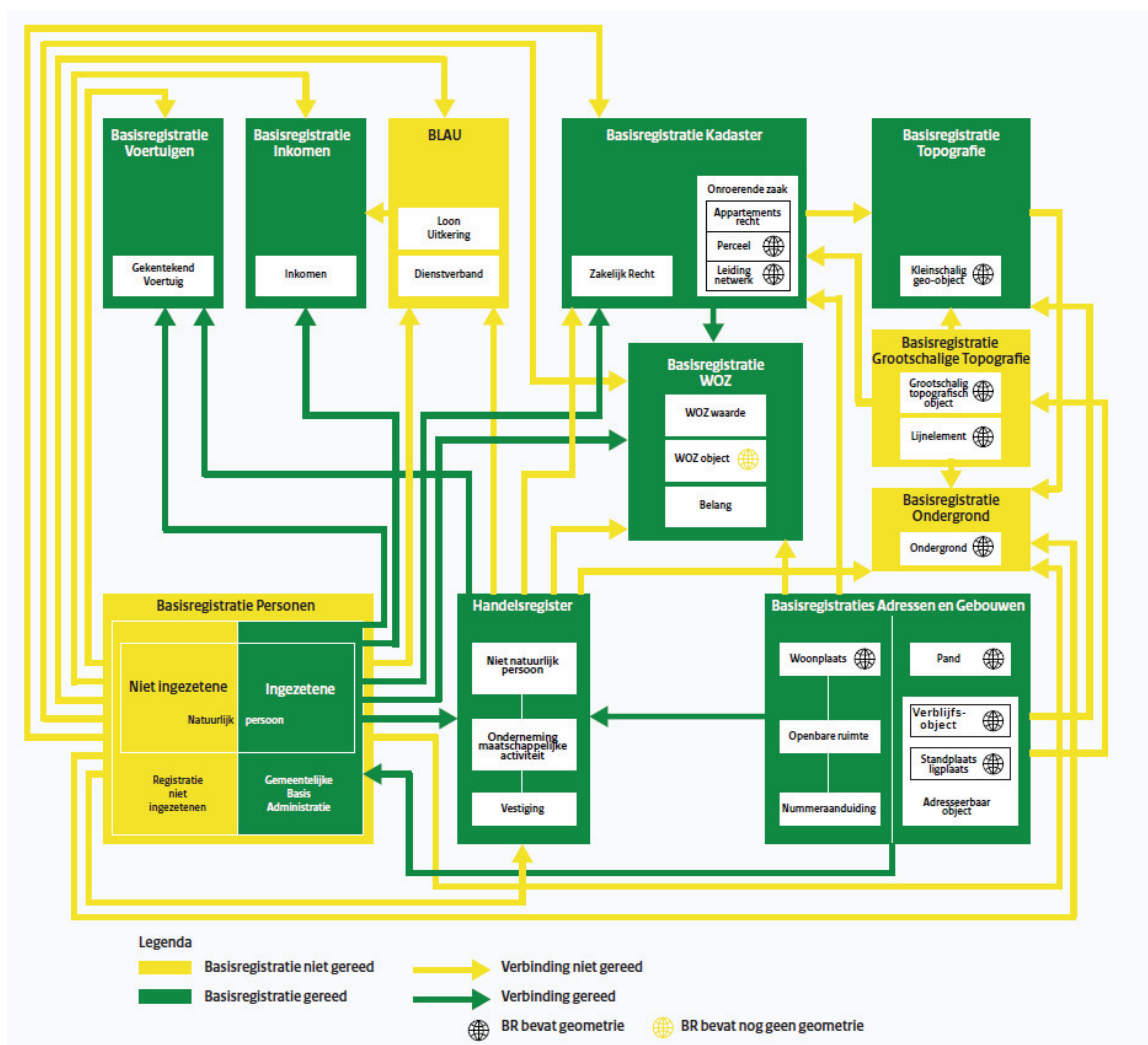 Basisregistratie
Voertuigen
Gekentekend
Voertuig
Basisregistratie
Inkomen
Inkomen
BLAU
Loon
Uitkering
Dienstverband
Basisregistratie Kadaster
Onroerende zaak
Appartements
recht
Perceel
Leiding
netwerk
Zakelijk Recht
Basisregistratie
Topografie
Kleinschalig
geo-object
Basisregistratie
Grootschalige Topografie
Grootschalig
topografisch
object
Lijnelement
Basisregistratie
WOZ
WOZ waarde
WOZ object
Belang
Basisregistratie
Ondergrond
Ondergrond
Basisregistratie Personen
Niet ingezetene
Ingezetene
Natuurlijk persoon
Registratie
niet
ingezetenen
Gemeentelijke
Basis
Administratie
Handelsregister
Niet natuurlijk
persoon
Onderneming
maatschappelijke
activiteit
Vestiging
Basisregistraties Adressen en Gebouwen
Woonplaats
Openbare ruimte
Nummeraanduiding
Pand
Verblijfs-
object
Standplaats
ligplaats
Adresseerbaar
object
Legenda
Basisregistratie niet gereed
Verbinding niet gereed
Basisregistratie gereed
Verbinding gereed
BR bevat geometrie
BR bevat nog geen geometrie